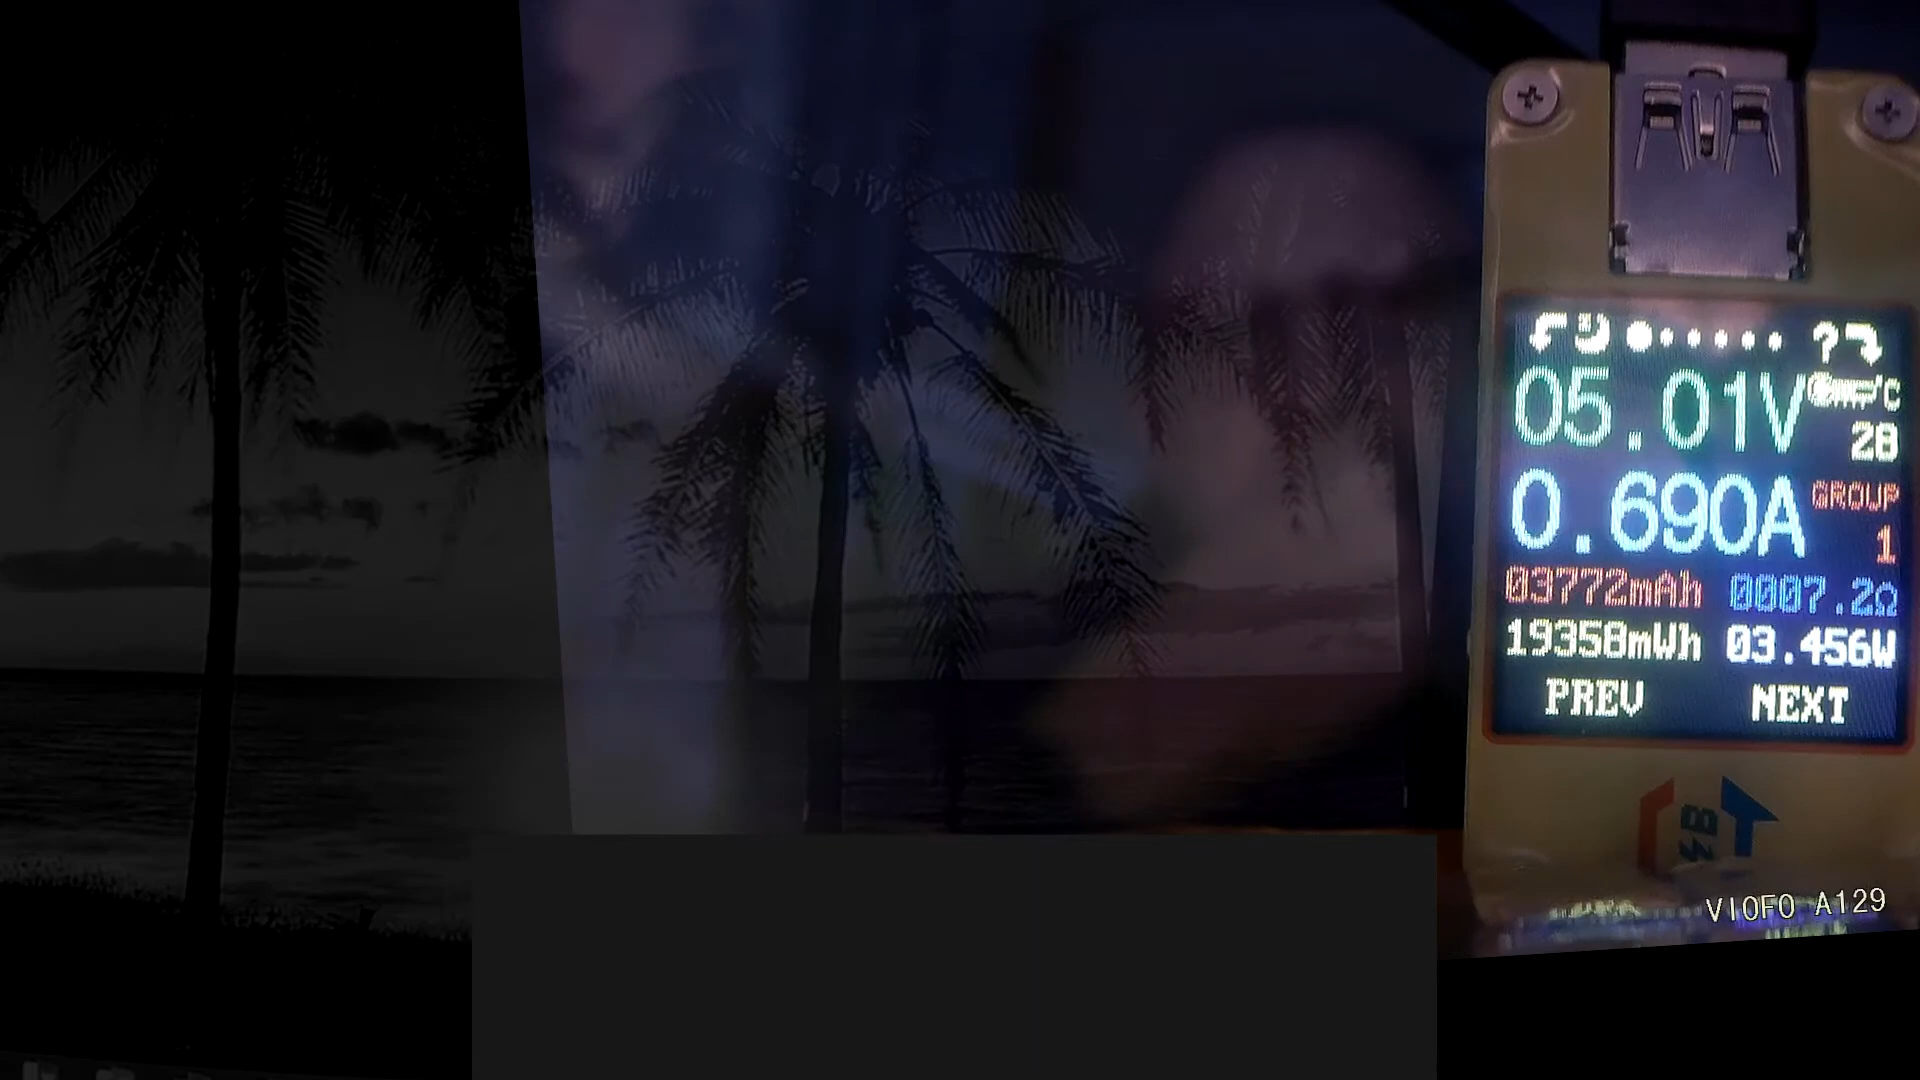 05.01V
°C
28
0.690A
GROUP
1
03772mAh 0007.2Ω
19358mWh 03.456W
PREV NEXT
VIOFO A129